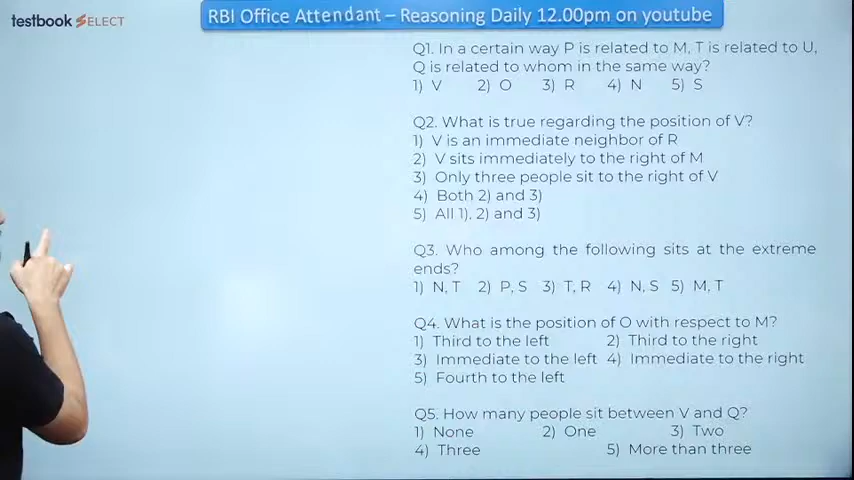 testbook SELECT
RBI Office Attendant – Reasoning Daily 12.00pm on youtube
Q1. In a certain way P is related to M, T is related to U,
Q is related to whom in the same way?
1) V 2) O 3) R 4) N 5) S
Q2. What is true regarding the position of V?
1) V is an immediate neighbor of R
2) V sits immediately to the right of M
3) Only three people sit to the right of V
4) Both 2) and 3)
5) All 1), 2) and 3)
Q3. Who among the following sits at the extreme
ends?
1) N, T 2) P, S 3) T, R 4) N, S 5) M, T
Q4. What is the position of O with respect to M?
1) Third to the left 2) Third to the right
3) Immediate to the left 4) Immediate to the right
5) Fourth to the left
Q5. How many people sit between V and Q?
1) None 2) One 3) Two
4) Three 5) More than three